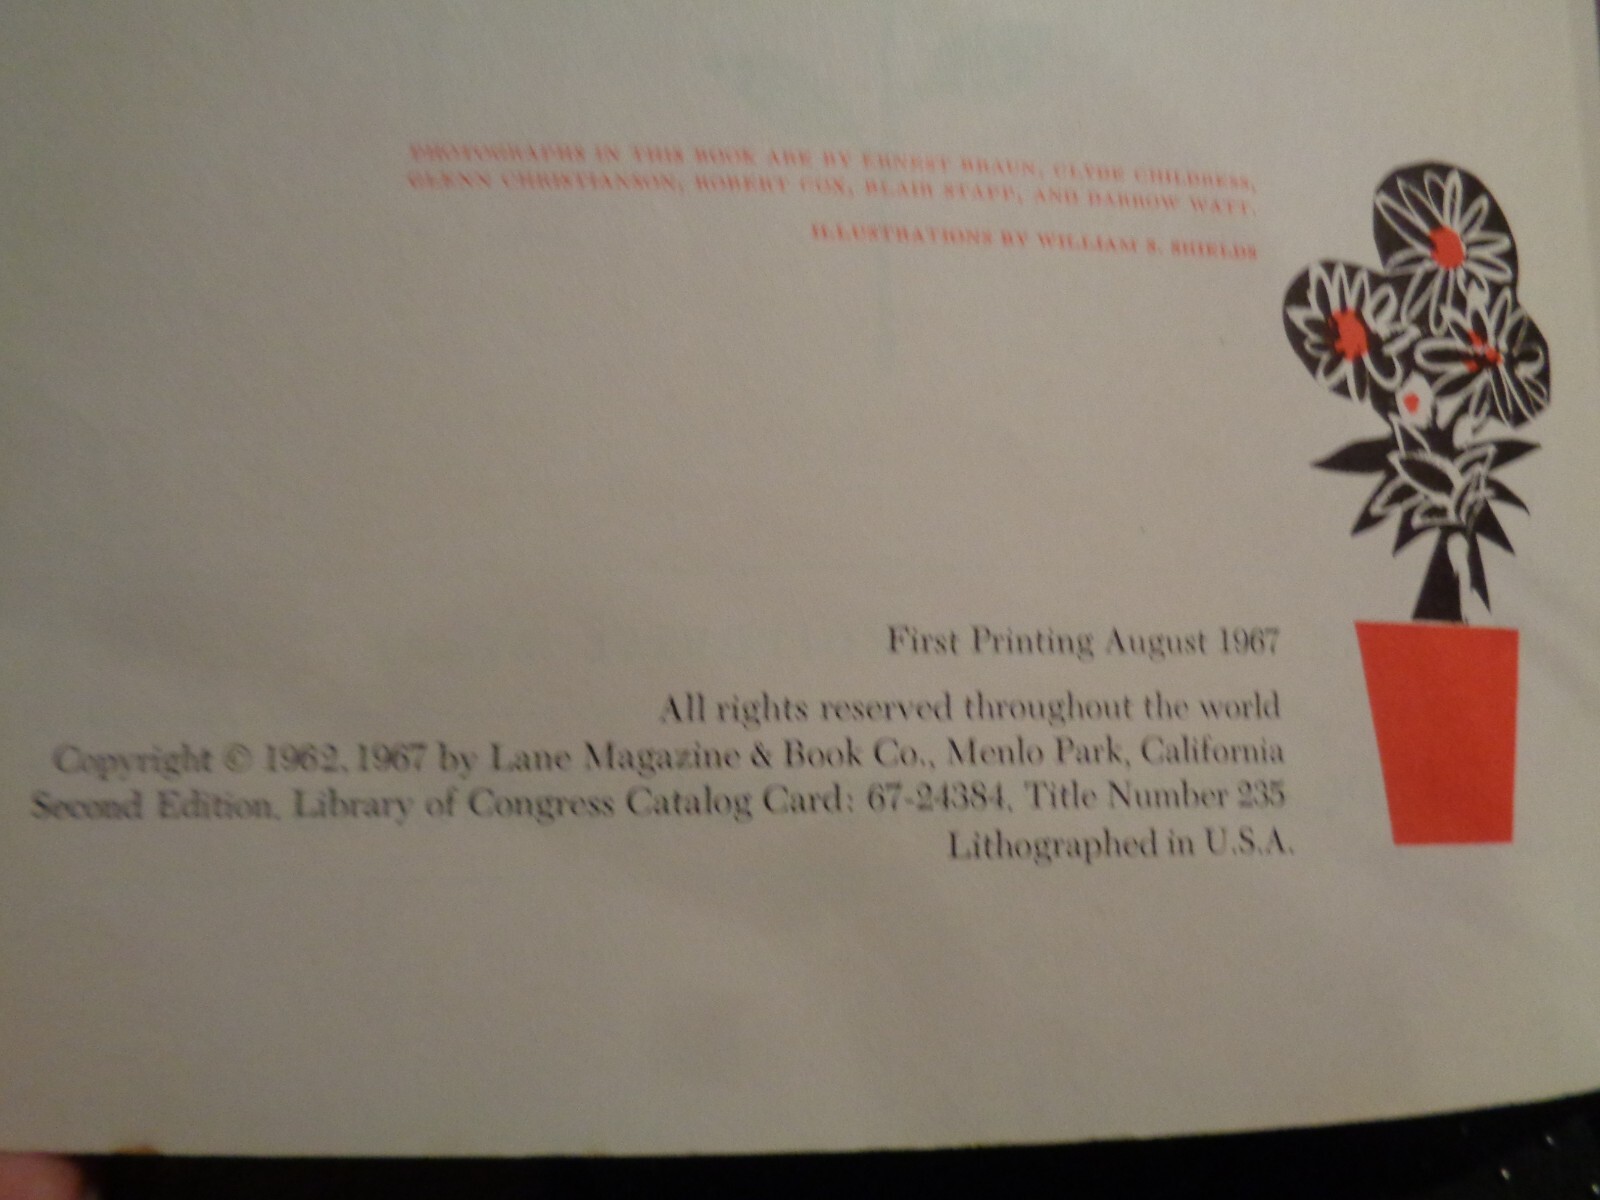 PHOTOGRAPHS IN THIS BOOK ARE BY ERNEST BRAUN, CLYDE CHILDRESS,
GLENN CHRISTIANSON, ROBERT COX, BLAIR STAPP, AND DARROW WATT.
ILLUSTRATIONS BY WILLIAM S. SHIELDS
First Printing August 1967
All rights reserved throughout the world
Copyright © 1962, 1967 by Lane Magazine & Book Co., Menlo Park, California
Second Edition. Library of Congress Catalog Card: 67-24384. Title Number 235
Lithographed in U.S.A.